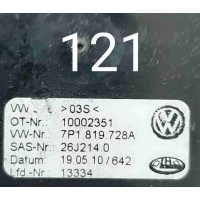 121
VW >03S<
OT-Nr.: 10002351
VW-Nr.: 7P1.819.728A
SAS-Nr.: 26J214.0
Datum: 19.05.10/642
Lfd-Nr.: 13334